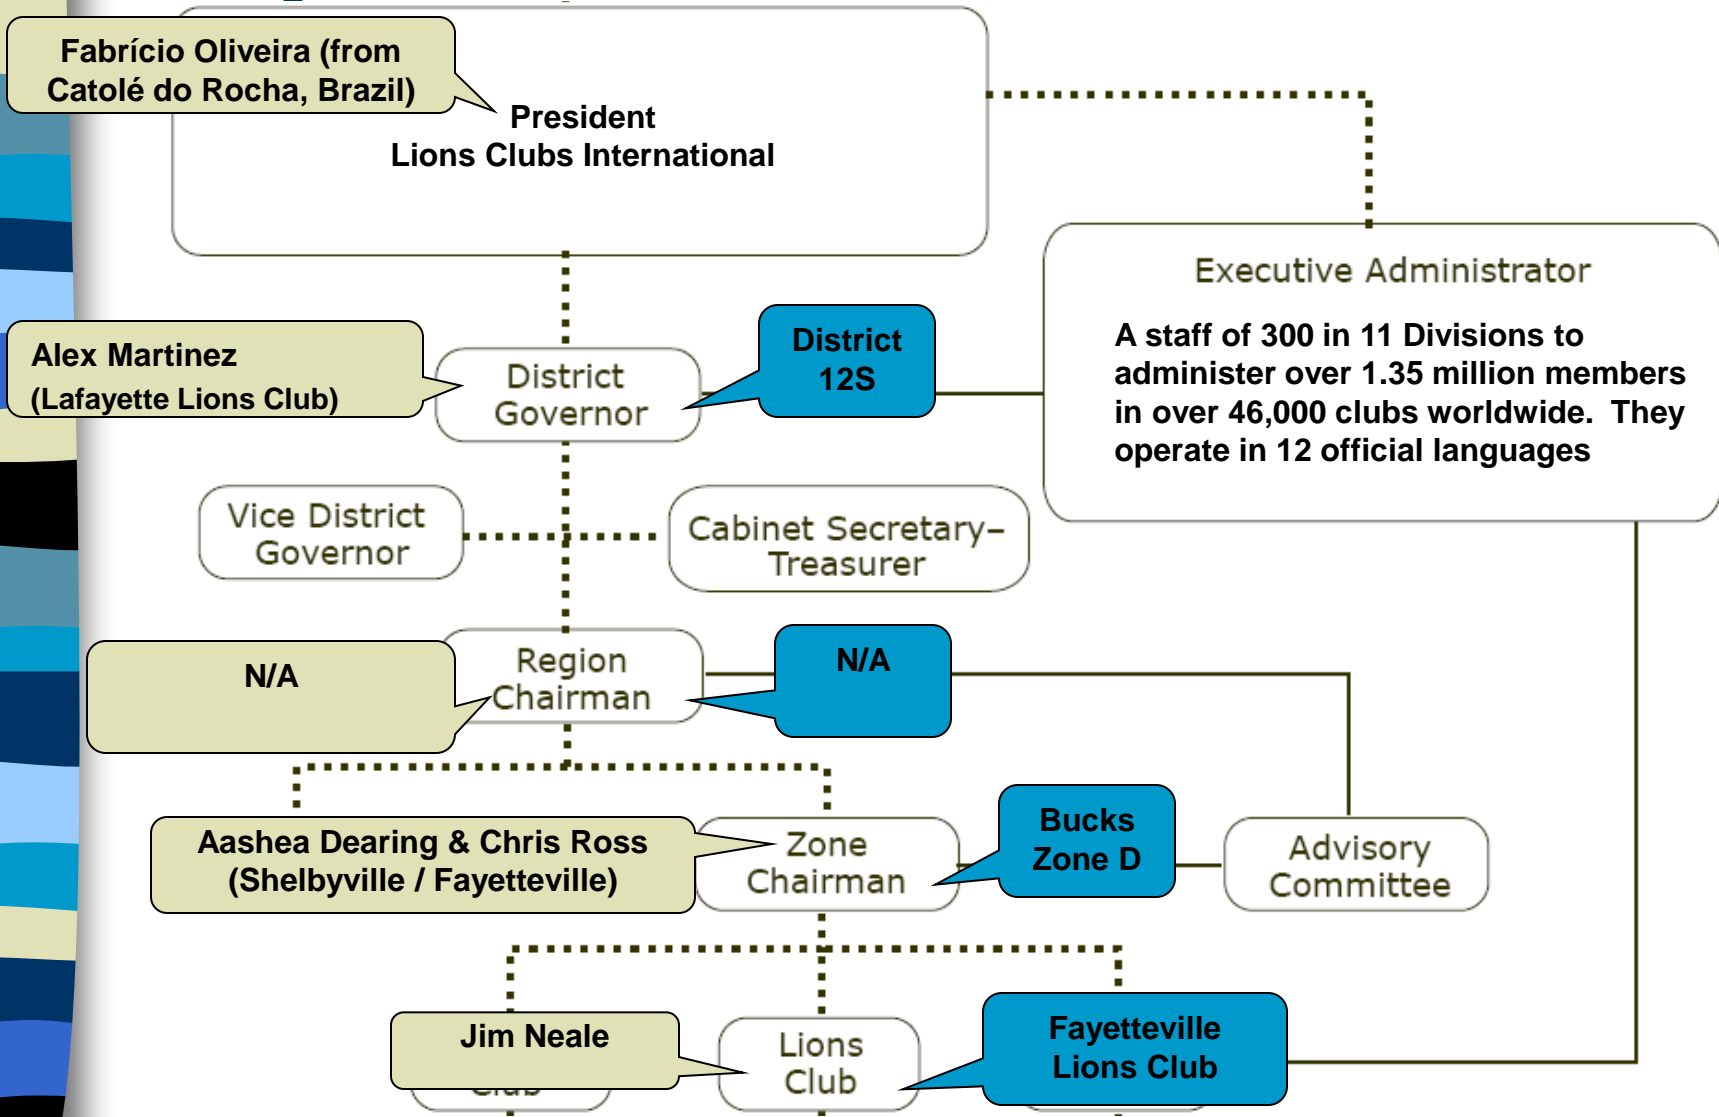 Fabrício Oliveira (from
Catolé do Rocha, Brazil)
President
Lions Clubs International
Executive Administrator
A staff of 300 in 11 Divisions to
administer over 1.35 million members
in over 46,000 clubs worldwide.  They
operate in 12 official languages
Alex Martinez
(Lafayette Lions Club)
District
Governor
District
12S
Vice District
Governor
Cabinet Secretary–
Treasurer
N/A
Region
Chairman
N/A
Aashea Dearing & Chris Ross
(Shelbyville / Fayetteville)
Zone
Chairman
Bucks
Zone D
Advisory
Committee
Jim Neale
Club
Lions
Club
Fayetteville
Lions Club